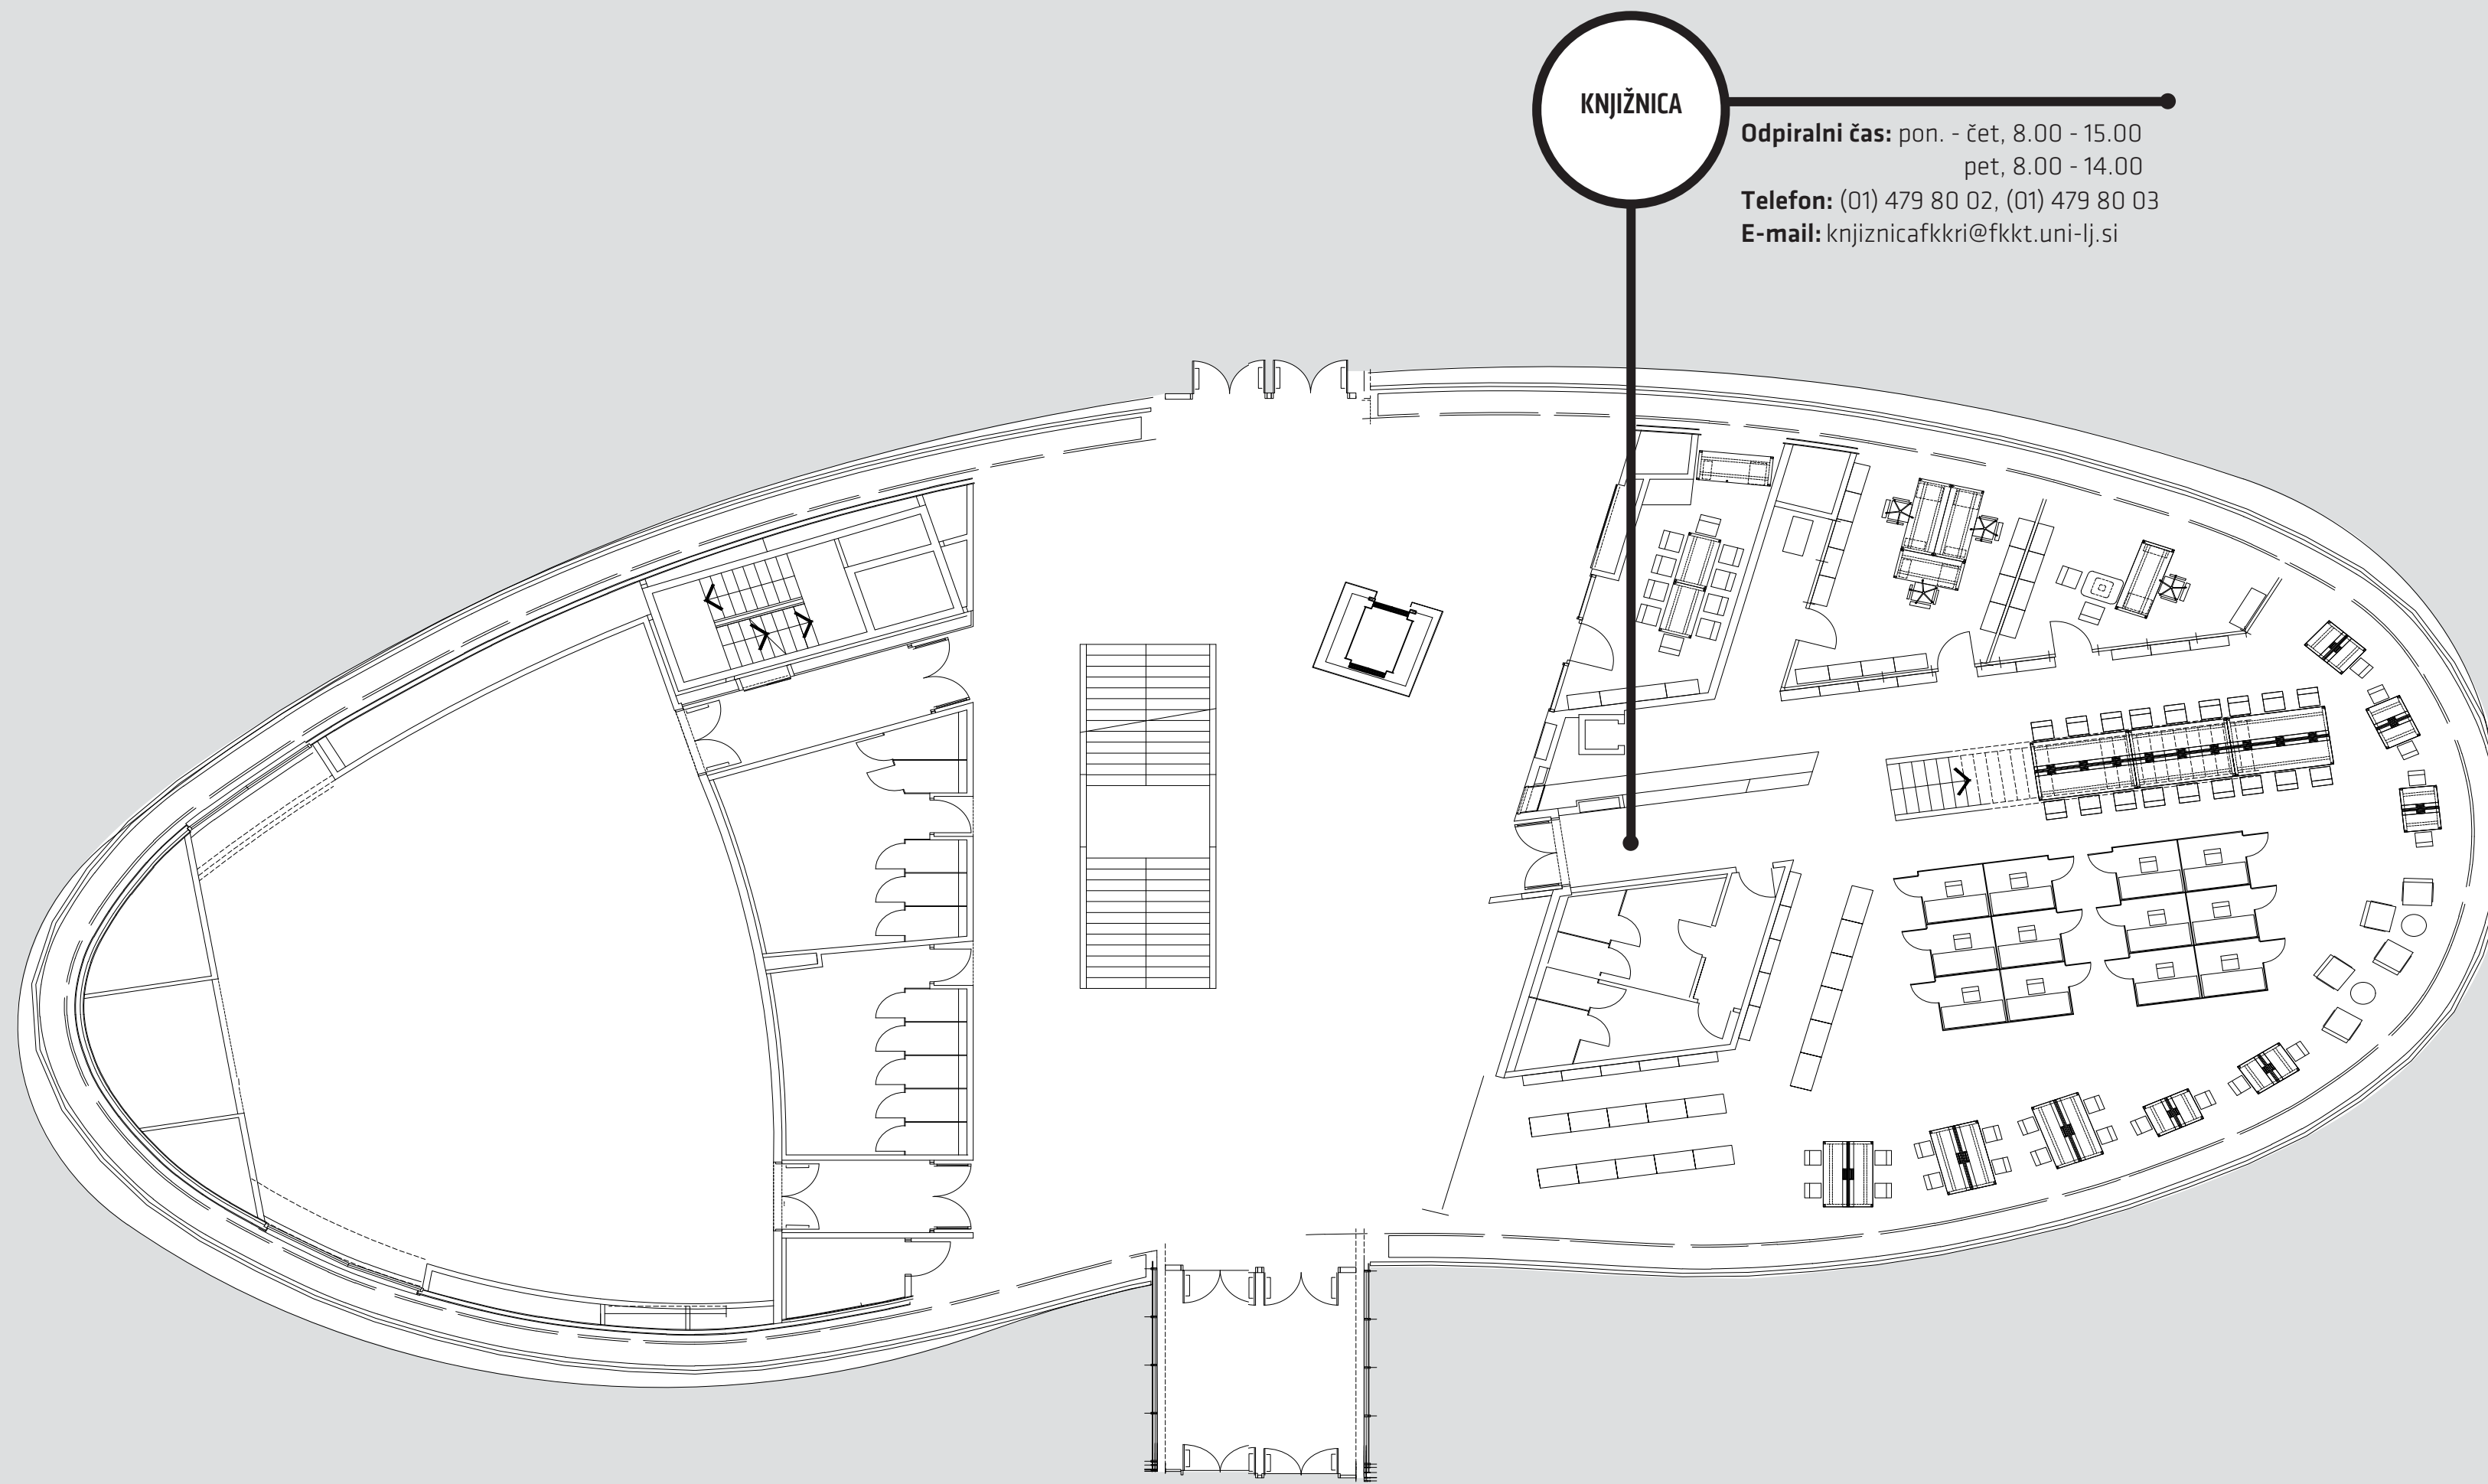 KNJIŽNICA
Odpiralni čas: pon. - čet, 8.00 - 15.00
pet, 8.00 - 14.00
Telefon: (01) 479 80 02, (01) 479 80 03
E-mail: knjiznicafkkri@fkkt.uni-lj.si